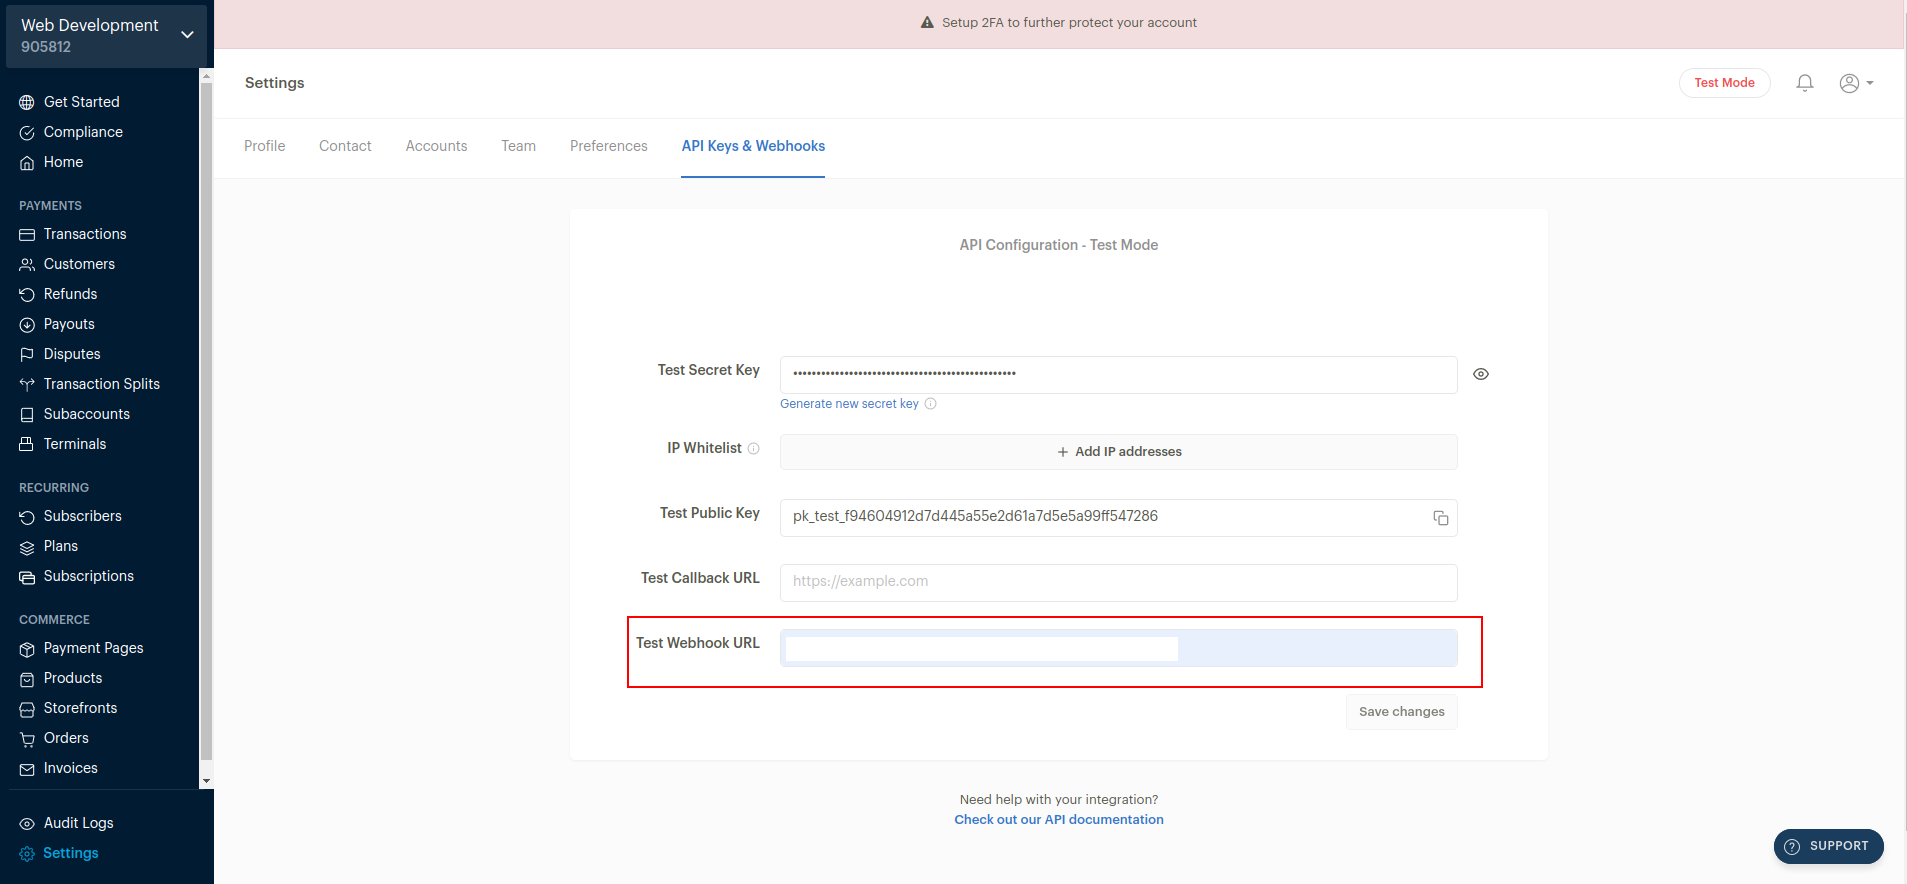 Web Development
905812
Get Started
Compliance
Home
PAYMENTS
Transactions
Customers
Refunds
Payouts
Disputes
Transaction Splits
Subaccounts
Terminals
RECURRING
Subscribers
Plans
Subscriptions
COMMERCE
Payment Pages
Products
Storefronts
Orders
Invoices
Audit Logs
Settings
Setup 2FA to further protect your account
Settings
Test Mode
Profile Contact Accounts Team Preferences API Keys & Webhooks
API Configuration - Test Mode
Test Secret Key ••••••••••••••••••••••••••••••••••••••••••••••••
Generate new secret key
IP Whitelist + Add IP addresses
Test Public Key pk_test_f94604912d7d445a55e2d61a7d5e5a99ff547286
Test Callback URL https://example.com
Test Webhook URL
Save changes
Need help with your integration?
Check out our API documentation
SUPPORT